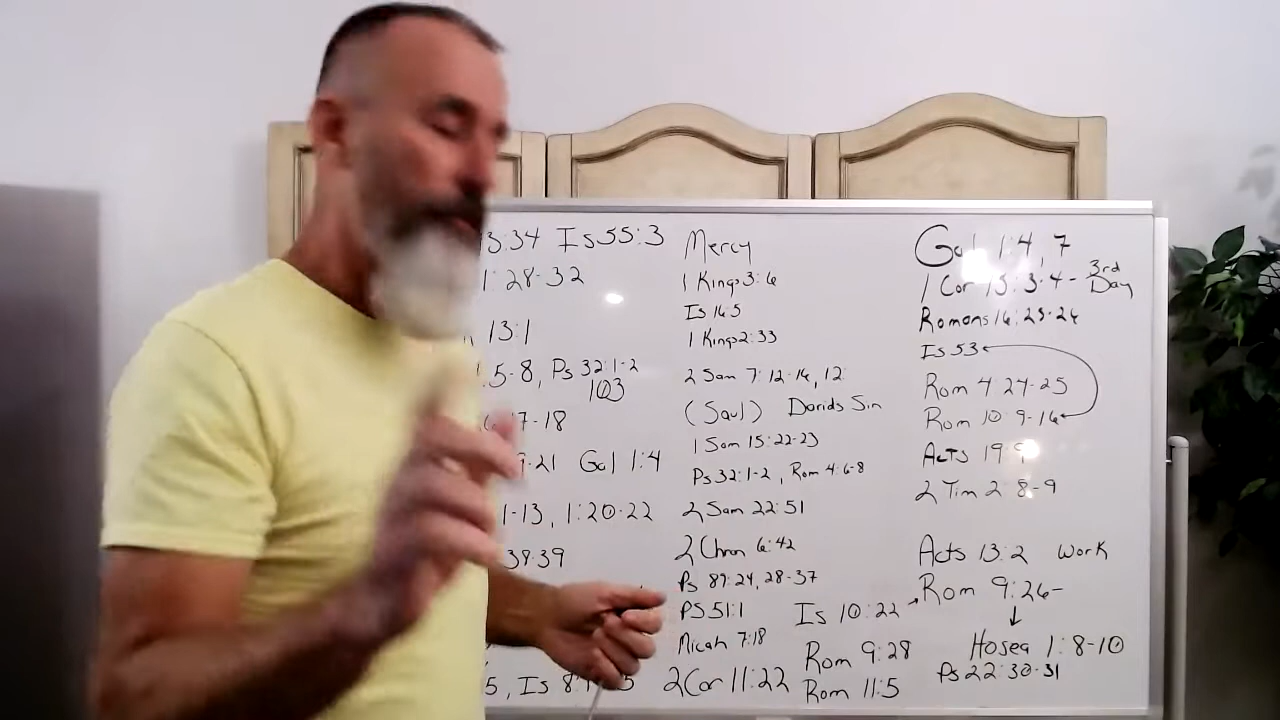 3:34 Is 55:3
1:28-32
13:1
5-8, Ps 32:1-2
103
17-18
9-21 Gal 1:4
1-13, 1:20-22
38-39
5, Is 8:
Mercy
1 Kings 3:6
Is 16:5
1 Kings 2:33
2 Sam 7:12-16, 12
(Saul) Davids Sin
1 Sam 15:22-23
Ps 32:1-2, Rom 4:6-8
2 Sam 22:51
2 Chron 6:42
Ps 89:24, 28-37
PS 51:1
Micah 7:18
2 Cor 11:22
Is 10:22
Rom 9:28
Rom 11:5
Gal 1:4, 7
1 Cor 15:3-4 - 3rd Day
Romans 16:25-26
Is 53
Rom 4 24-25
Rom 10 9-16
Acts 19:9
2 Tim 2 8-9
Acts 13:2 work
Rom 9:26-
Hosea 1:8-10
Ps 22:30-31